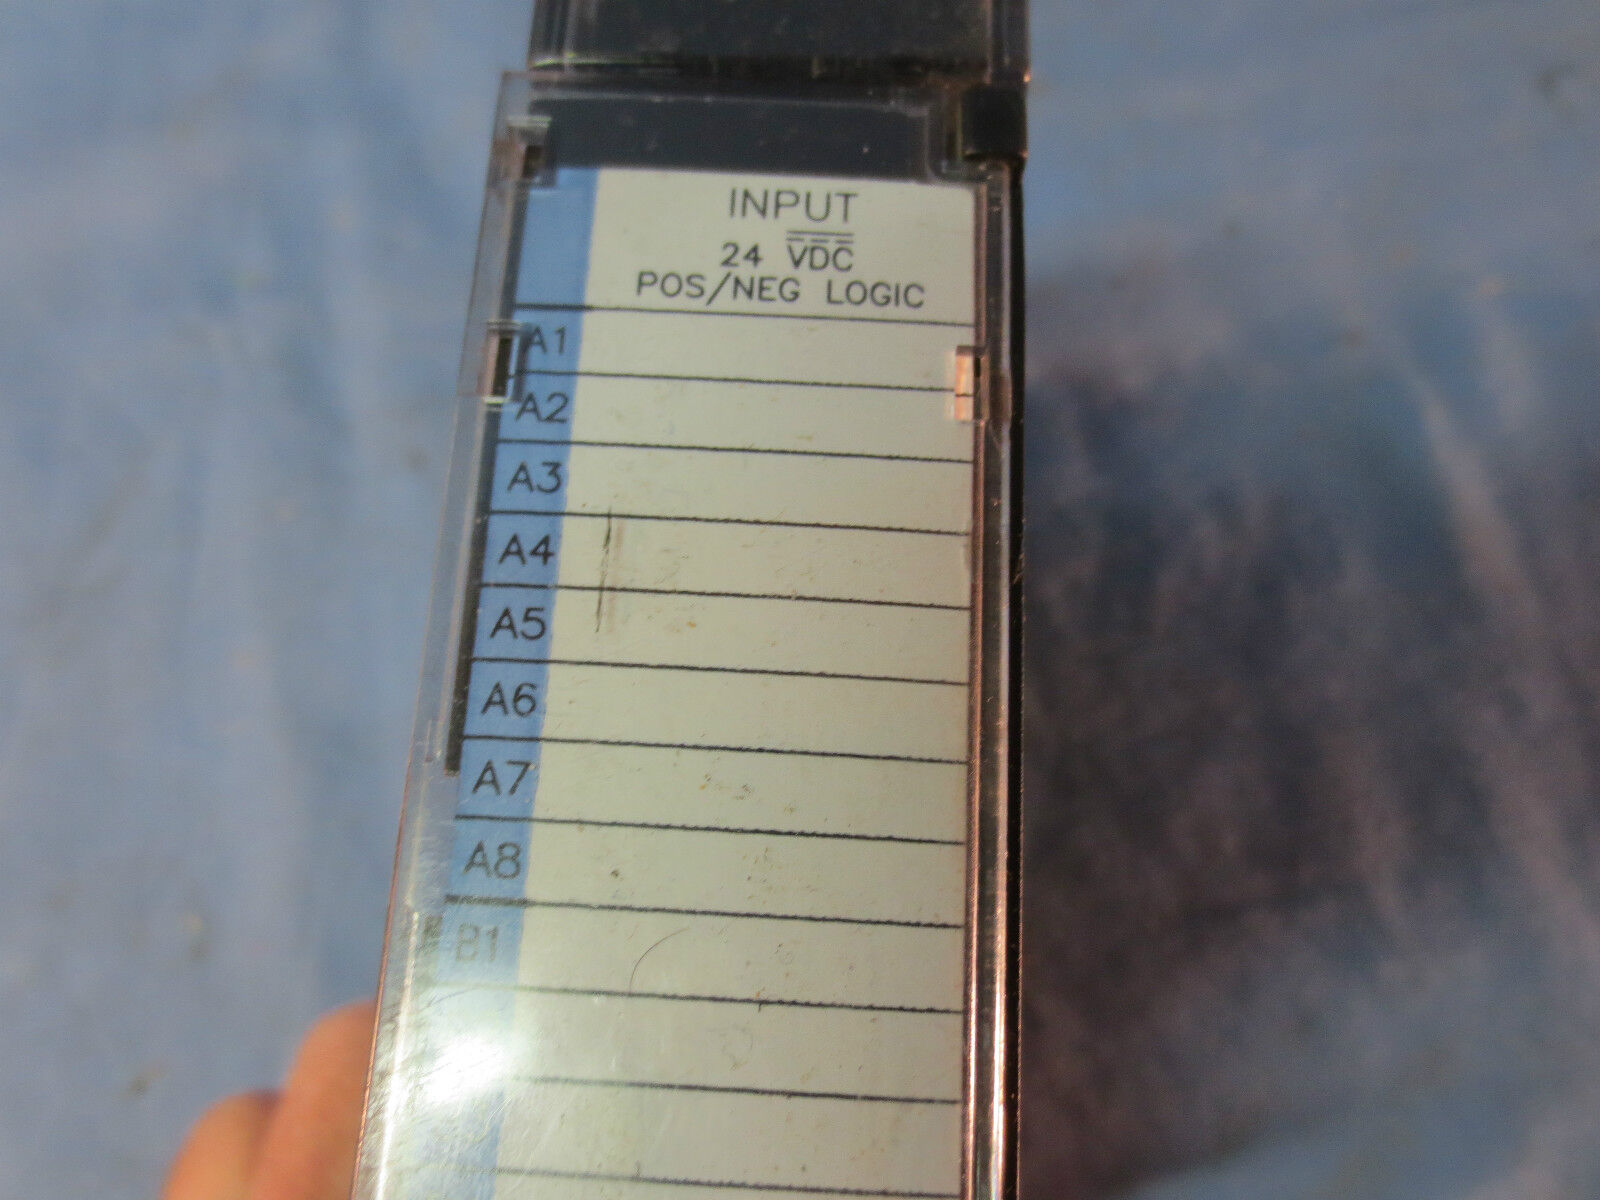 INPUT
24 VDC
POS/NEG LOGIC
A1
A2
A3
A4
A5
A6
A7
A8
B1